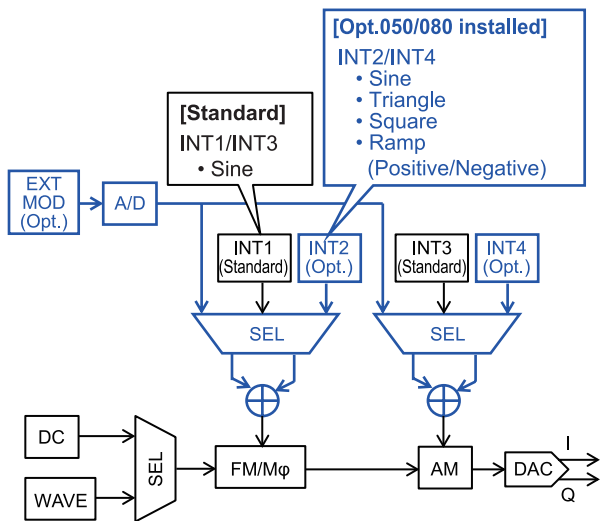 [Opt.050/080 installed]
INT2/INT4
• Sine
• Triangle
• Square
• Ramp
(Positive/Negative)
[Standard]
INT1/INT3
• Sine
EXT
MOD
(Opt.)
A/D
INT1
(Standard)
INT2
(Opt.)
INT3
(Standard)
INT4
(Opt.)
SEL
SEL
DC
WAVE
SEL
FM/Mφ
AM
DAC
I
Q